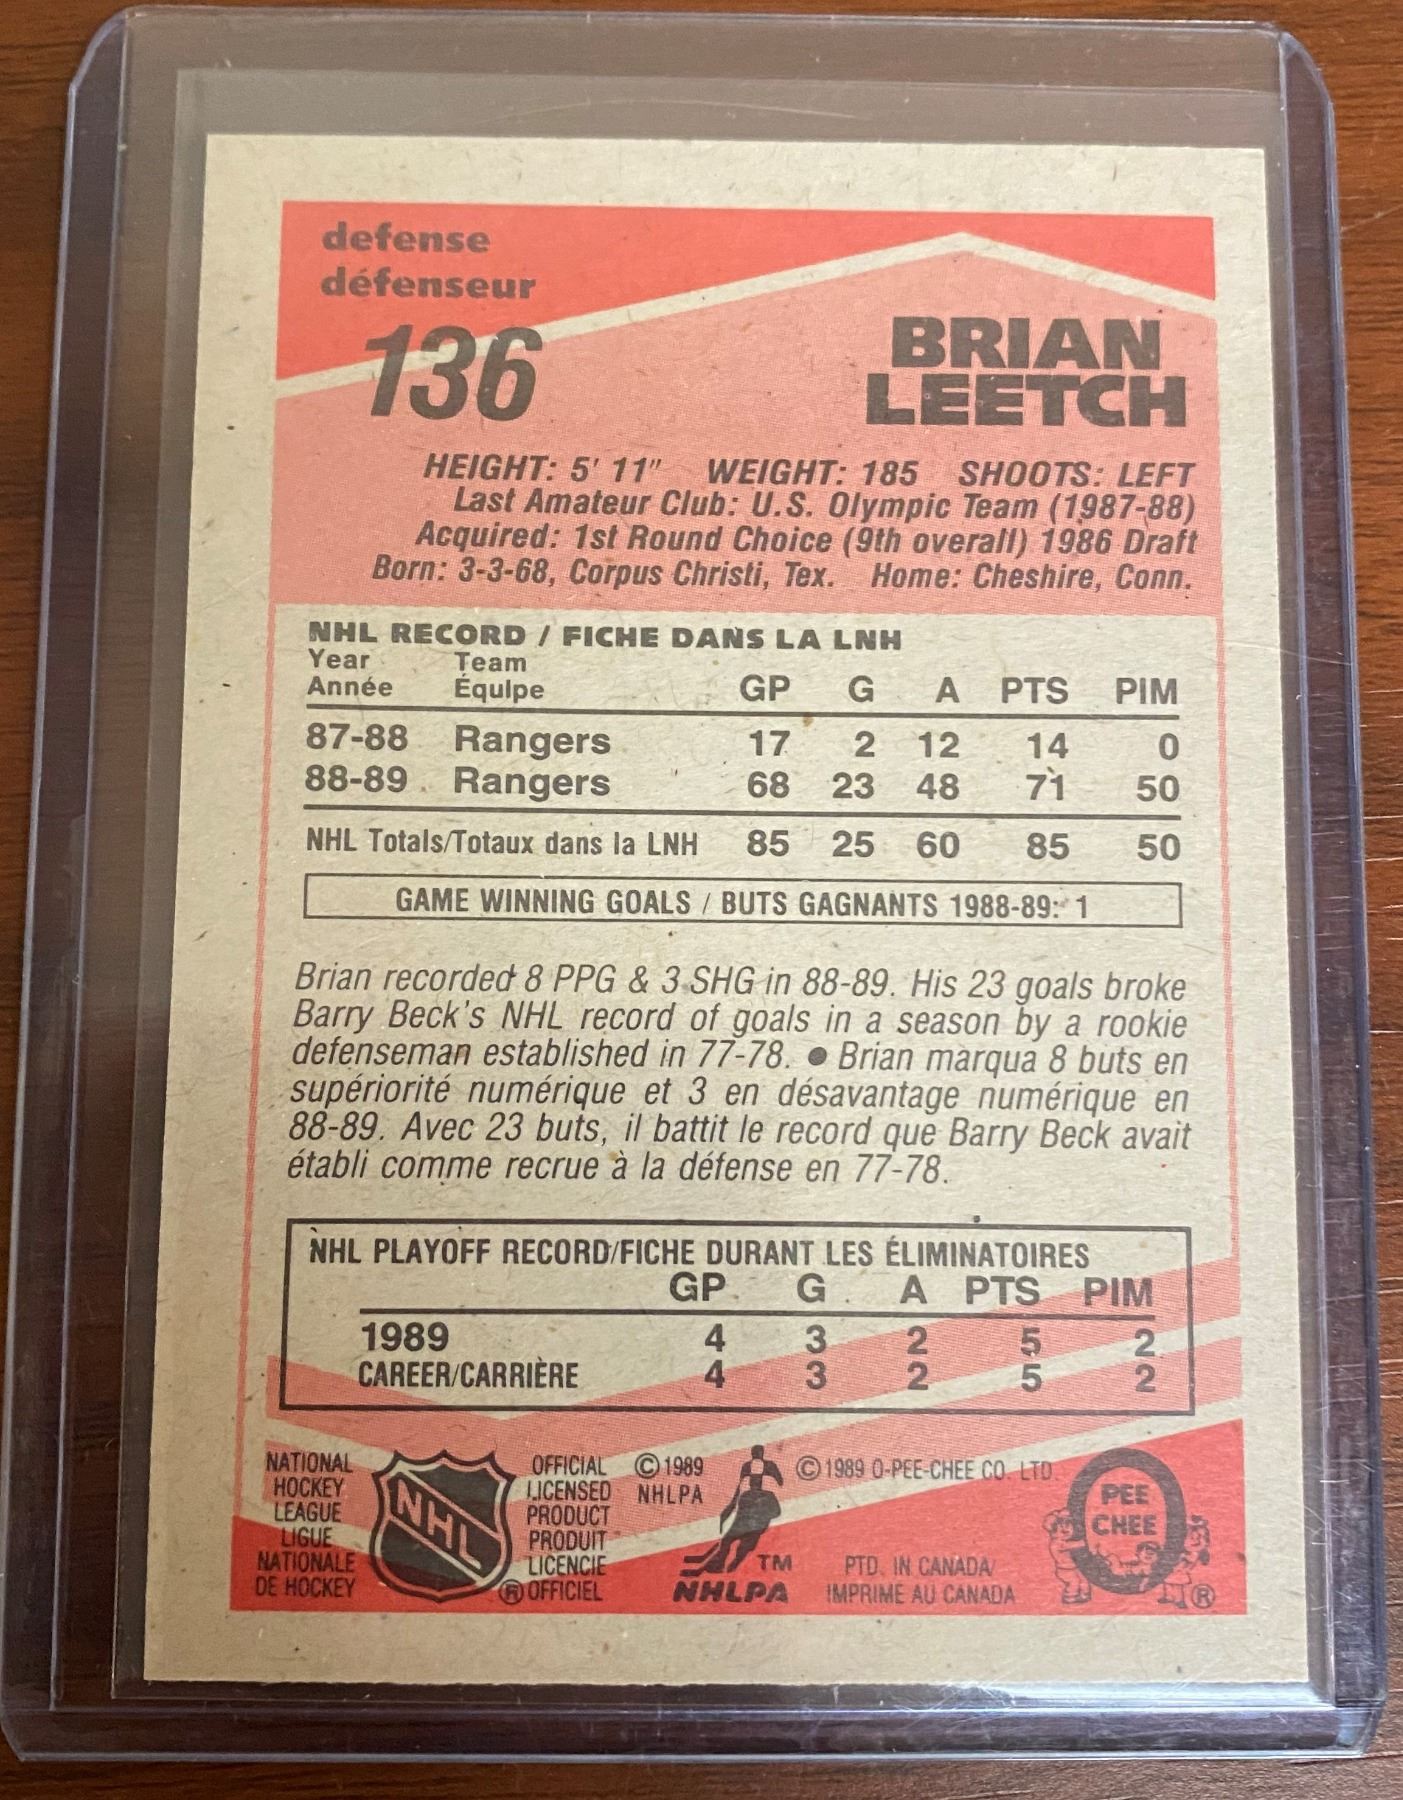 defense
défenseur
136
BRIAN
LEETCH
HEIGHT: 5' 11" WEIGHT: 185 SHOOTS: LEFT
Last Amateur Club: U.S. Olympic Team (1987-88)
Acquired: 1st Round Choice (9th overall) 1986 Draft
Born: 3-3-68, Corpus Christi, Tex. Home: Cheshire, Conn.
NHL RECORD / FICHE DANS LA LNH
Year Team
Année Équipe GP G A PTS PIM
87-88 Rangers 17 2 12 14 0
88-89 Rangers 68 23 48 71 50
NHL Totals/Totaux dans la LNH 85 25 60 85 50
GAME WINNING GOALS / BUTS GAGNANTS 1988-89: 1
Brian recorded 8 PPG & 3 SHG in 88-89. His 23 goals broke
Barry Beck's NHL record of goals in a season by a rookie
defenseman established in 77-78. ● Brian marqua 8 buts en
supériorité numérique et 3 en désavantage numérique en
88-89. Avec 23 buts, il battit le record que Barry Beck avait
établi comme recrue à la défense en 77-78.
NHL PLAYOFF RECORD/FICHE DURANT LES ÉLIMINATOIRES
GP G A PTS PIM
1989 4 3 2 5 2
CAREER/CARRIÈRE 4 3 2 5 2
NATIONAL
HOCKEY
LEAGUE
LIGUE
NATIONALE
DE HOCKEY
NHL
OFFICIAL
LICENSED
PRODUCT
PRODUIT
LICENCIE
® OFFICIEL
© 1989
NHLPA
TM
NHLPA
© 1989 O-PEE-CHEE CO. LTD.
PTD. IN CANADA/
IMPRIME AU CANADA
O
PEE
CHEE
®